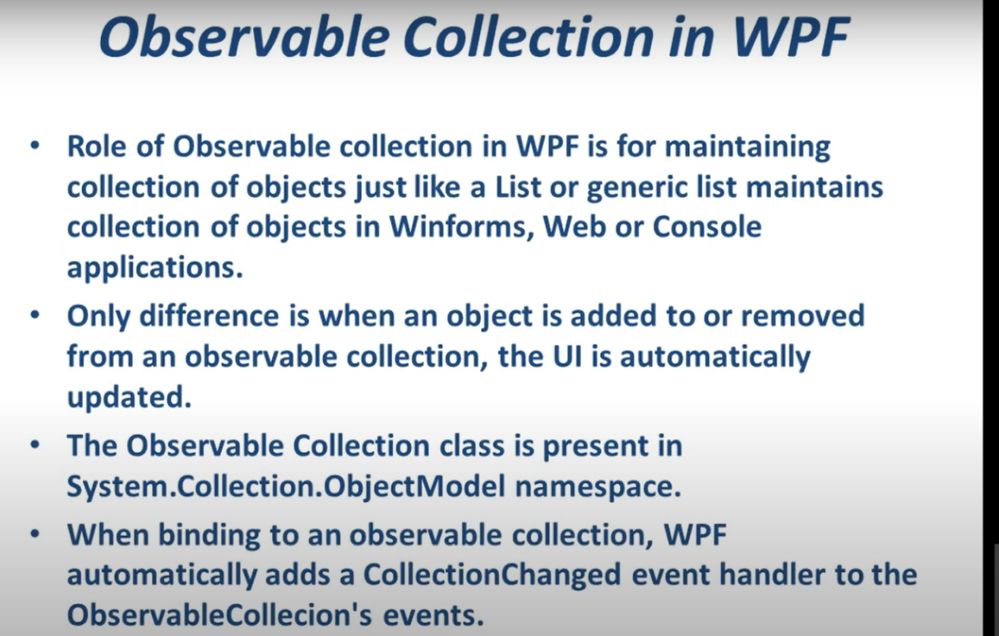 Observable Collection in WPF
• Role of Observable collection in WPF is for maintaining
collection of objects just like a List or generic list maintains
collection of objects in Winforms, Web or Console
applications.
• Only difference is when an object is added to or removed
from an observable collection, the UI is automatically
updated.
• The Observable Collection class is present in
System.Collection.ObjectModel namespace.
• When binding to an observable collection, WPF
automatically adds a CollectionChanged event handler to the
ObservableCollecion's events.